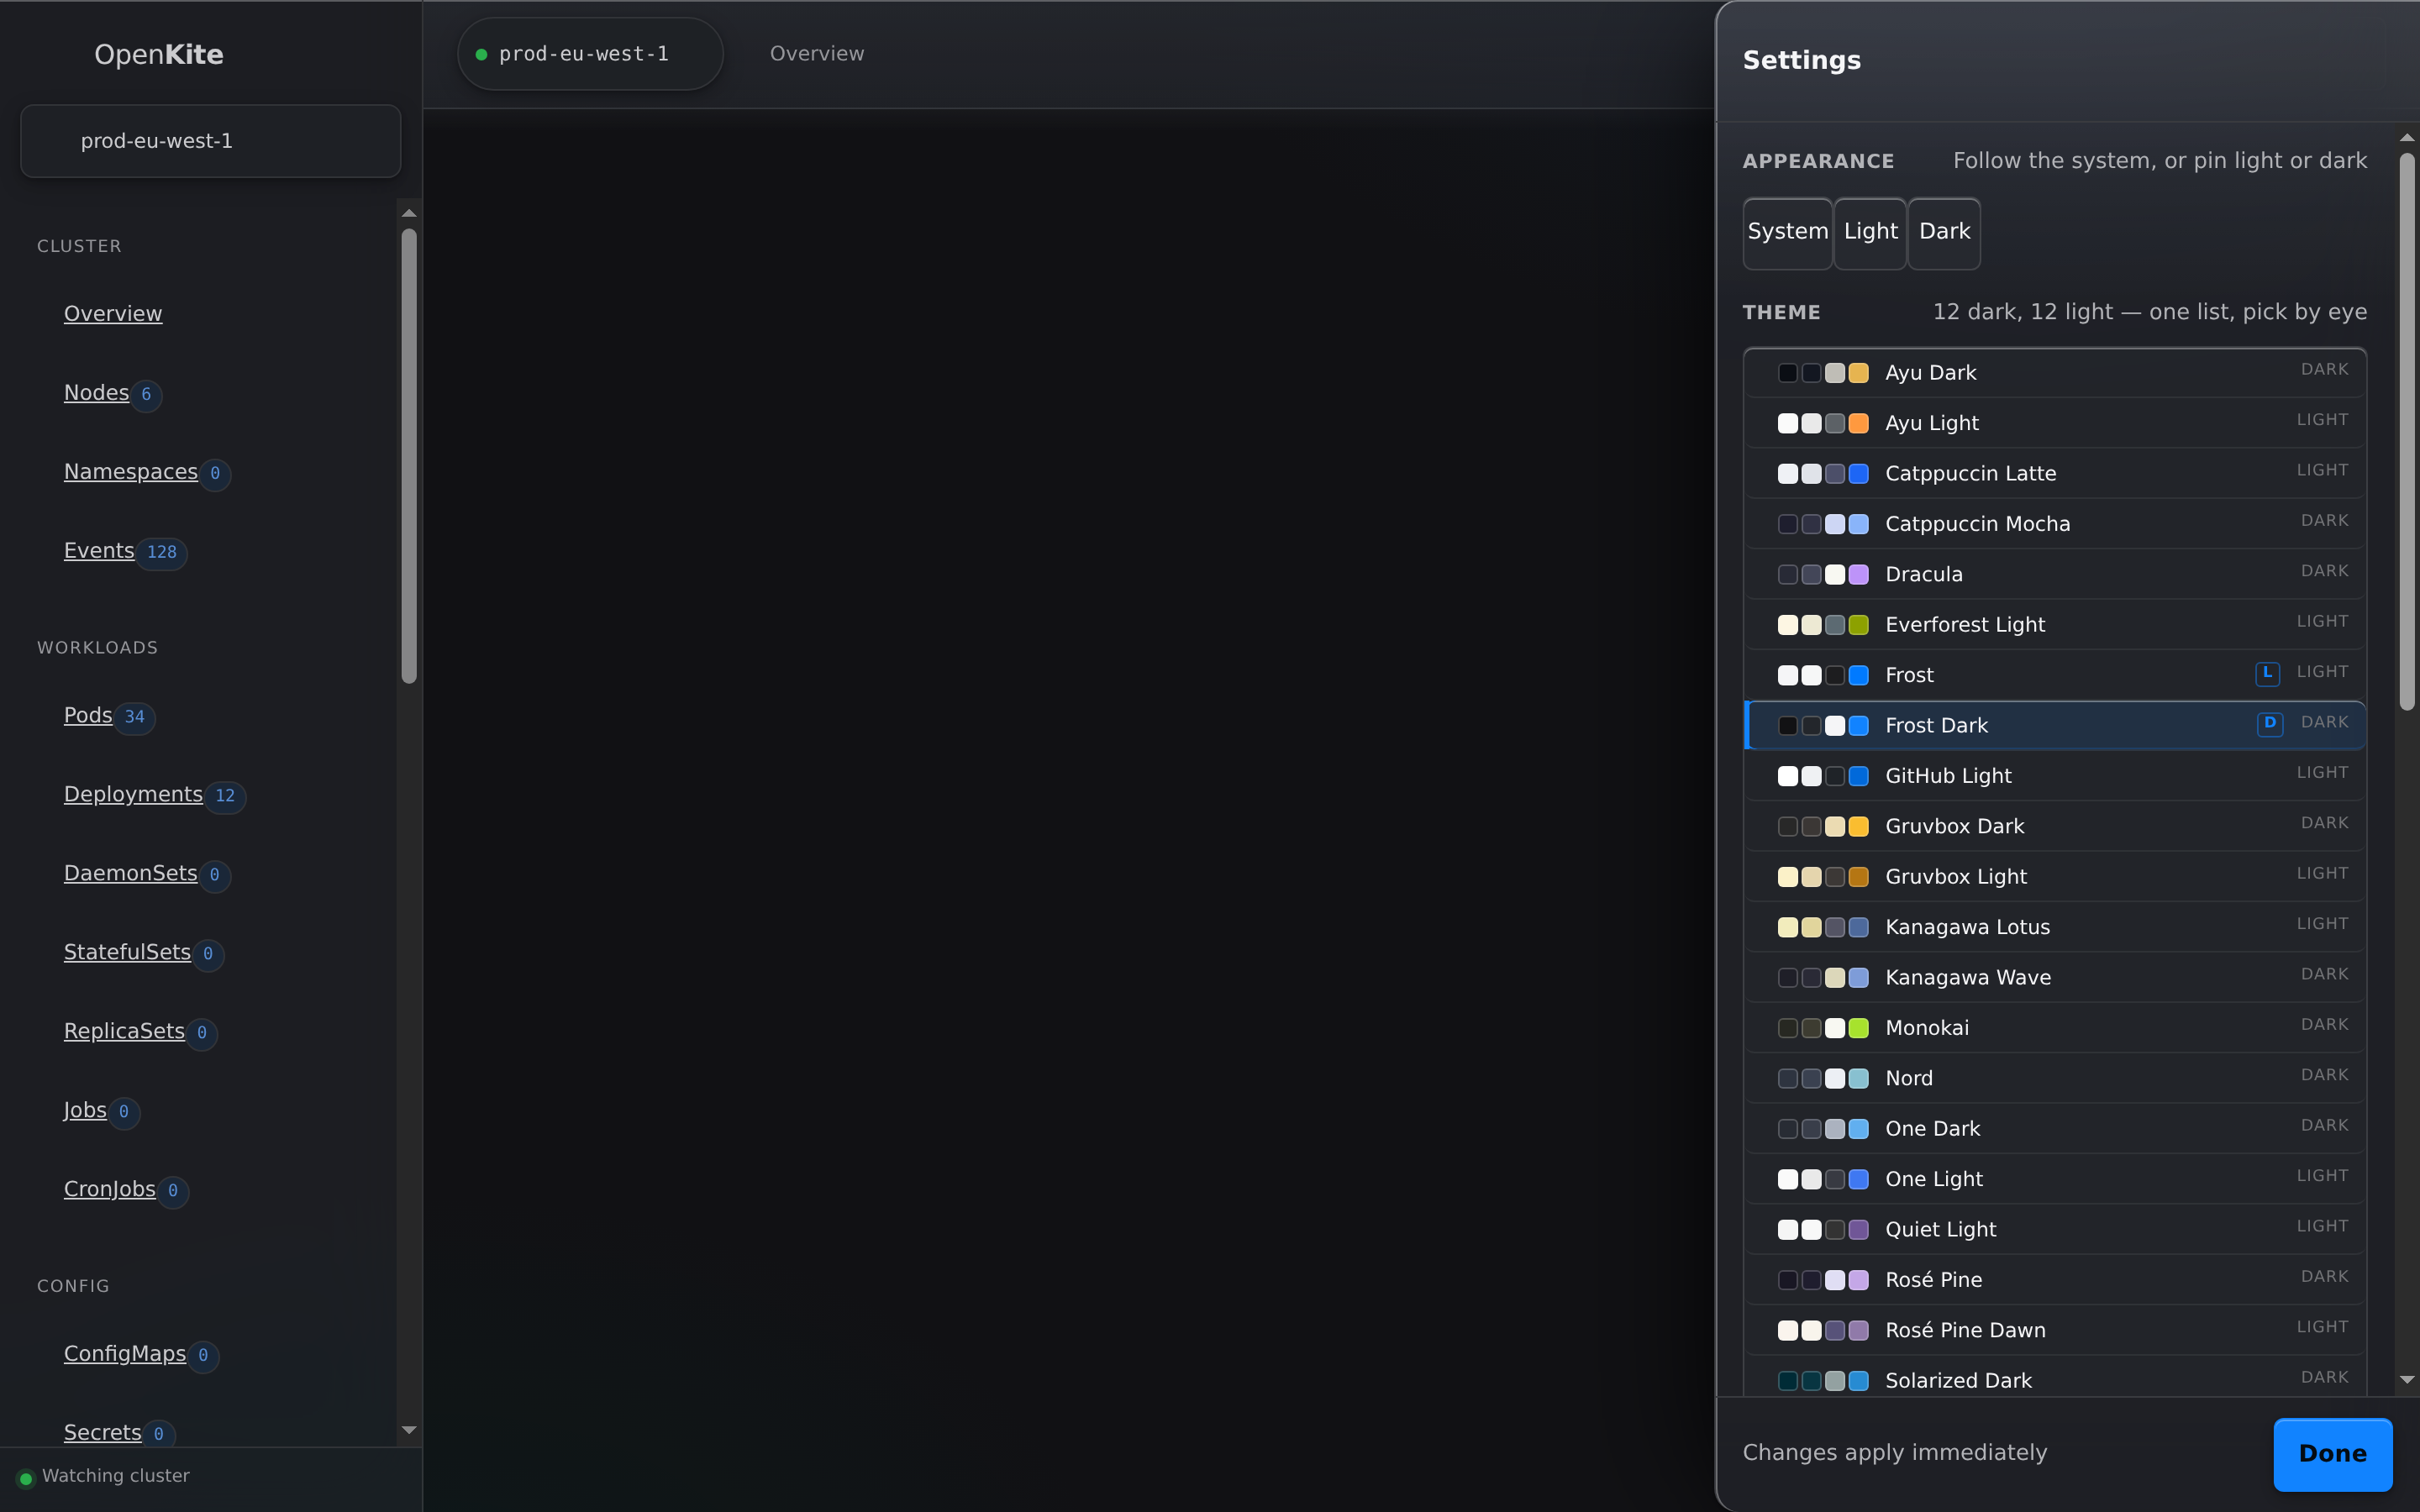 OpenKite
prod-eu-west-1
CLUSTER
Overview
Nodes 6
Namespaces 0
Events 128
WORKLOADS
Pods 34
Deployments 12
DaemonSets 0
StatefulSets 0
ReplicaSets 0
Jobs 0
CronJobs 0
CONFIG
ConfigMaps 0
Secrets 0
Watching cluster
prod-eu-west-1
Overview
Settings
APPEARANCE Follow the system, or pin light or dark
System Light Dark
THEME 12 dark, 12 light — one list, pick by eye
Ayu Dark DARK
Ayu Light LIGHT
Catppuccin Latte LIGHT
Catppuccin Mocha DARK
Dracula DARK
Everforest Light LIGHT
Frost L LIGHT
Frost Dark D DARK
GitHub Light LIGHT
Gruvbox Dark DARK
Gruvbox Light LIGHT
Kanagawa Lotus LIGHT
Kanagawa Wave DARK
Monokai DARK
Nord DARK
One Dark DARK
One Light LIGHT
Quiet Light LIGHT
Rosé Pine DARK
Rosé Pine Dawn LIGHT
Solarized Dark DARK
Changes apply immediately
Done